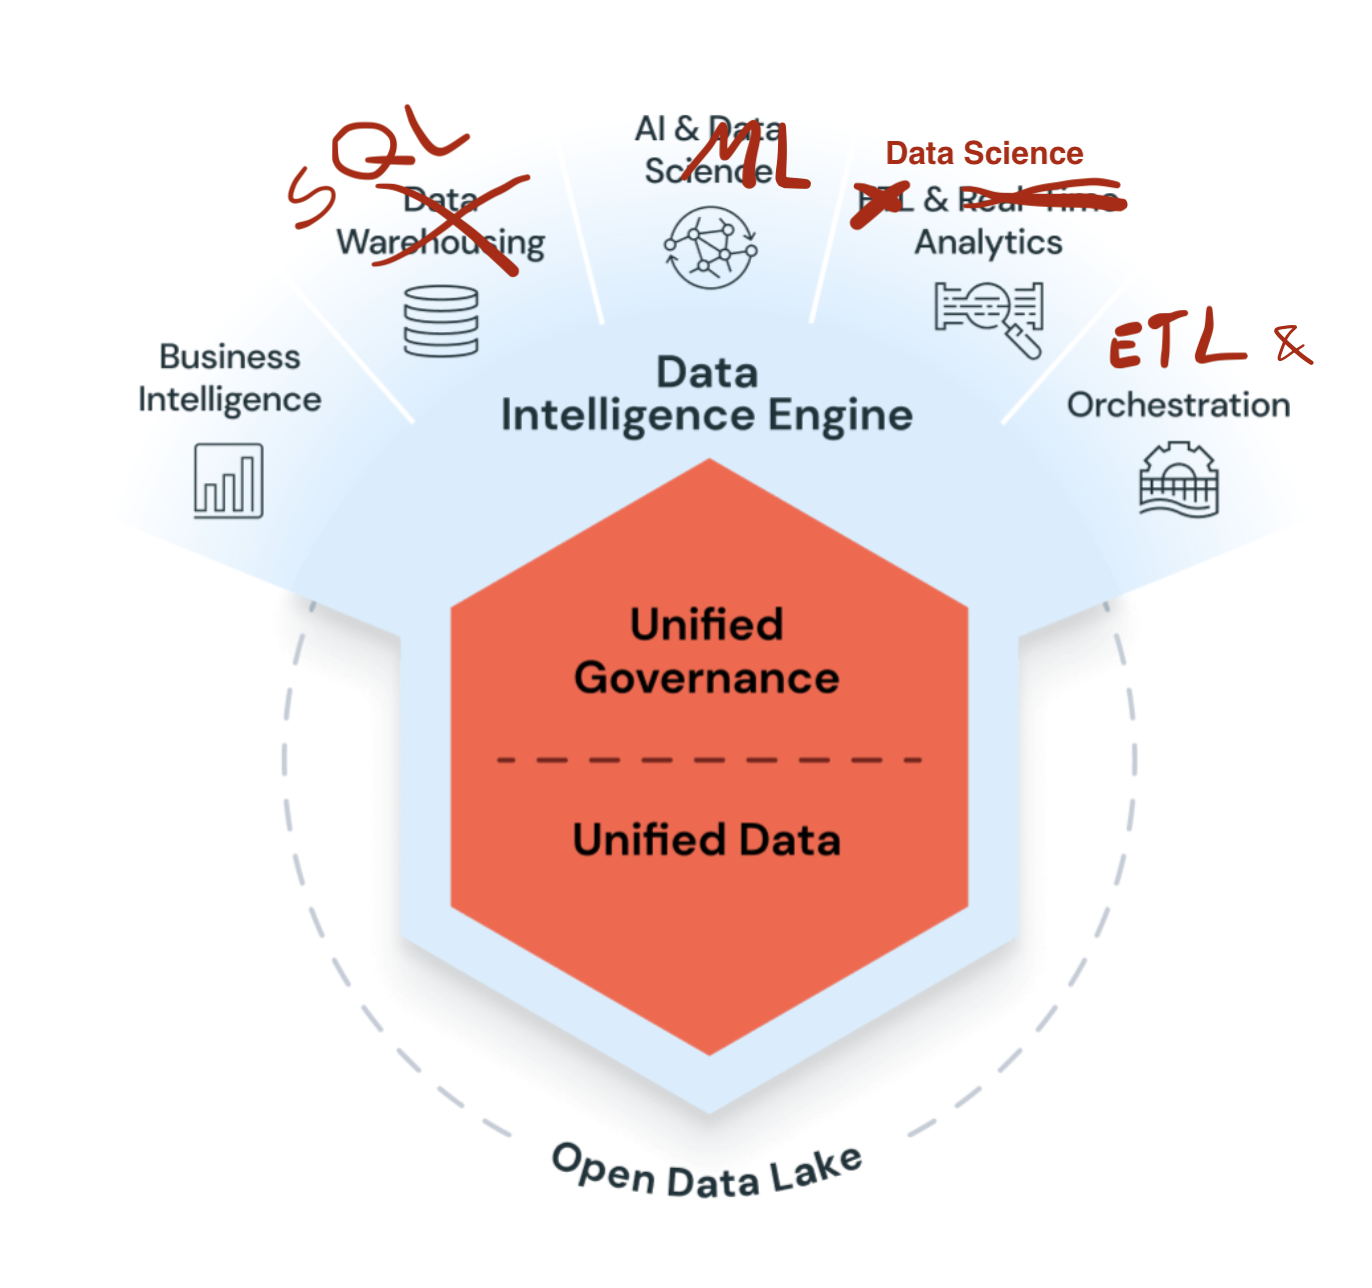 SQL
Data
Warehousing
AI & Data
Science
ML
Data Science
ETL & Real-Time
Analytics
Business
Intelligence
ETL &
Orchestration
Data
Intelligence Engine
Unified
Governance
Unified Data
Open Data Lake